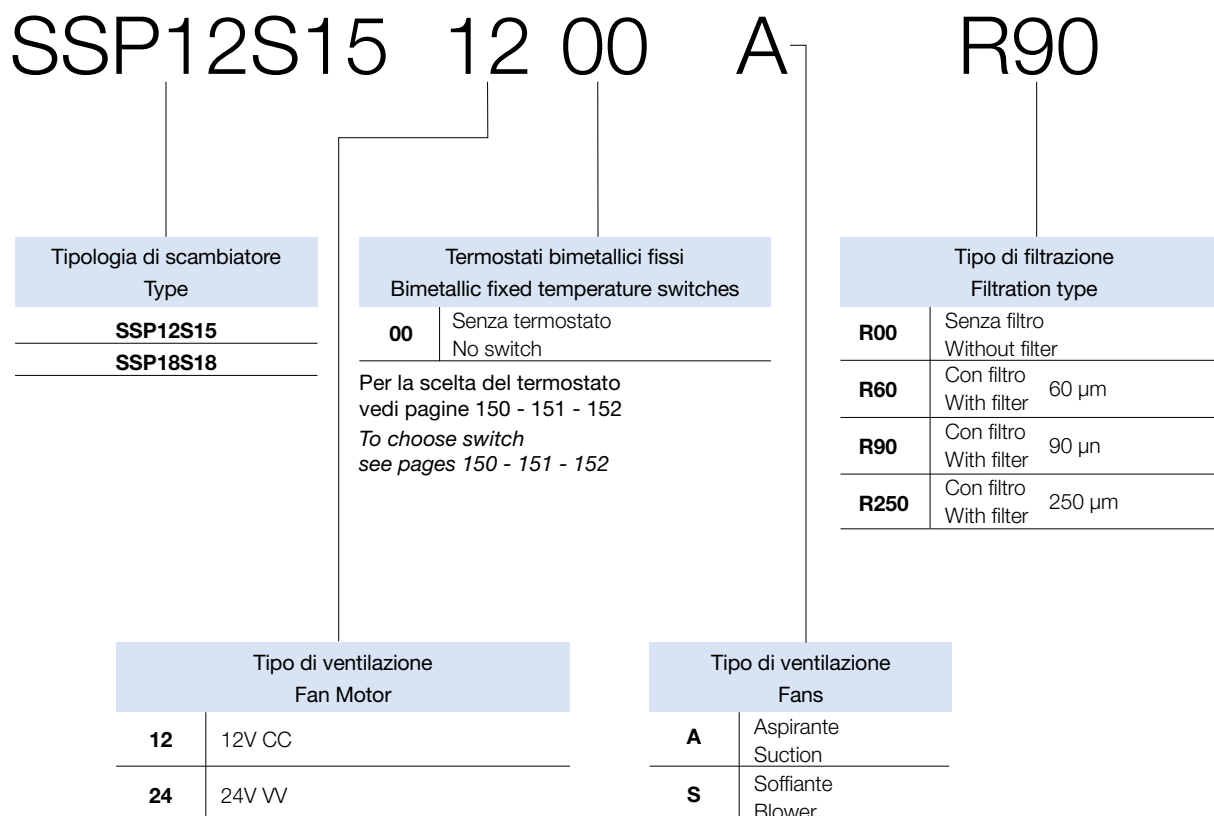 SSP12S15 12 00 A R90
Tipologia di scambiatore
Type
SSP12S15
SSP18S18
Termostati bimetallici fissi
Bimetallic fixed temperature switches
00 Senza termostato
No switch
Per la scelta del termostato
vedi pagine 150 - 151 - 152
To choose switch
see pages 150 - 151 - 152
Tipo di filtrazione
Filtration type
R00 Senza filtro
Without filter
R60 Con filtro
With filter 60 µm
R90 Con filtro
With filter 90 µn
R250 Con filtro
With filter 250 µm
Tipo di ventilazione
Fan Motor
12 12V CC
24 24V VV
Tipo di ventilazione
Fans
A Aspirante
Suction
S Soffiante
Blower